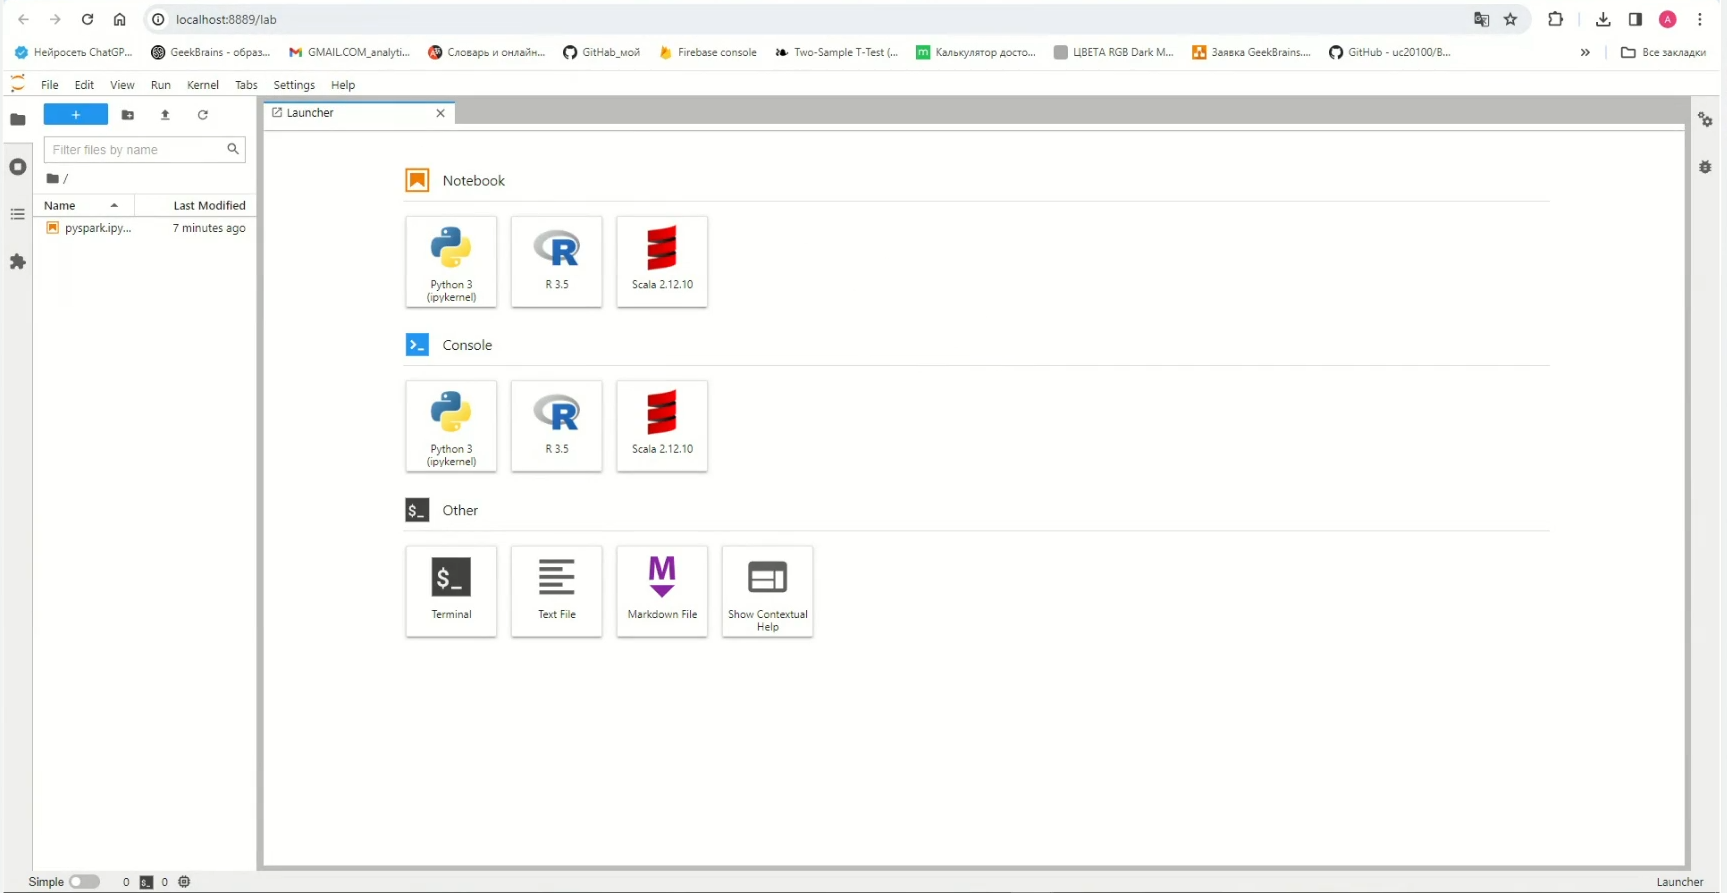 localhost:8889/lab
A
Нейросеть ChatGP... GeekBrains - образ... GMAIL.COM_analyti... Словарь и онлайн... GitHab_мой Firebase console Two-Sample T-Test (... Калькулятор досто... ЦВЕТА RGB Dark M... Заявка GeekBrains.... GitHub - uc20100/B... » Все закладки
File Edit View Run Kernel Tabs Settings Help
+ Launcher
Filter files by name
/
Name Last Modified
pyspark.ipy... 7 minutes ago
Notebook
Python 3 (ipykernel)
R 3.5
Scala 2.12.10
Console
Python 3 (ipykernel)
R 3.5
Scala 2.12.10
$_ Other
$_ Terminal
Text File
M Markdown File
Show Contextual Help
Simple 0 0 Launcher